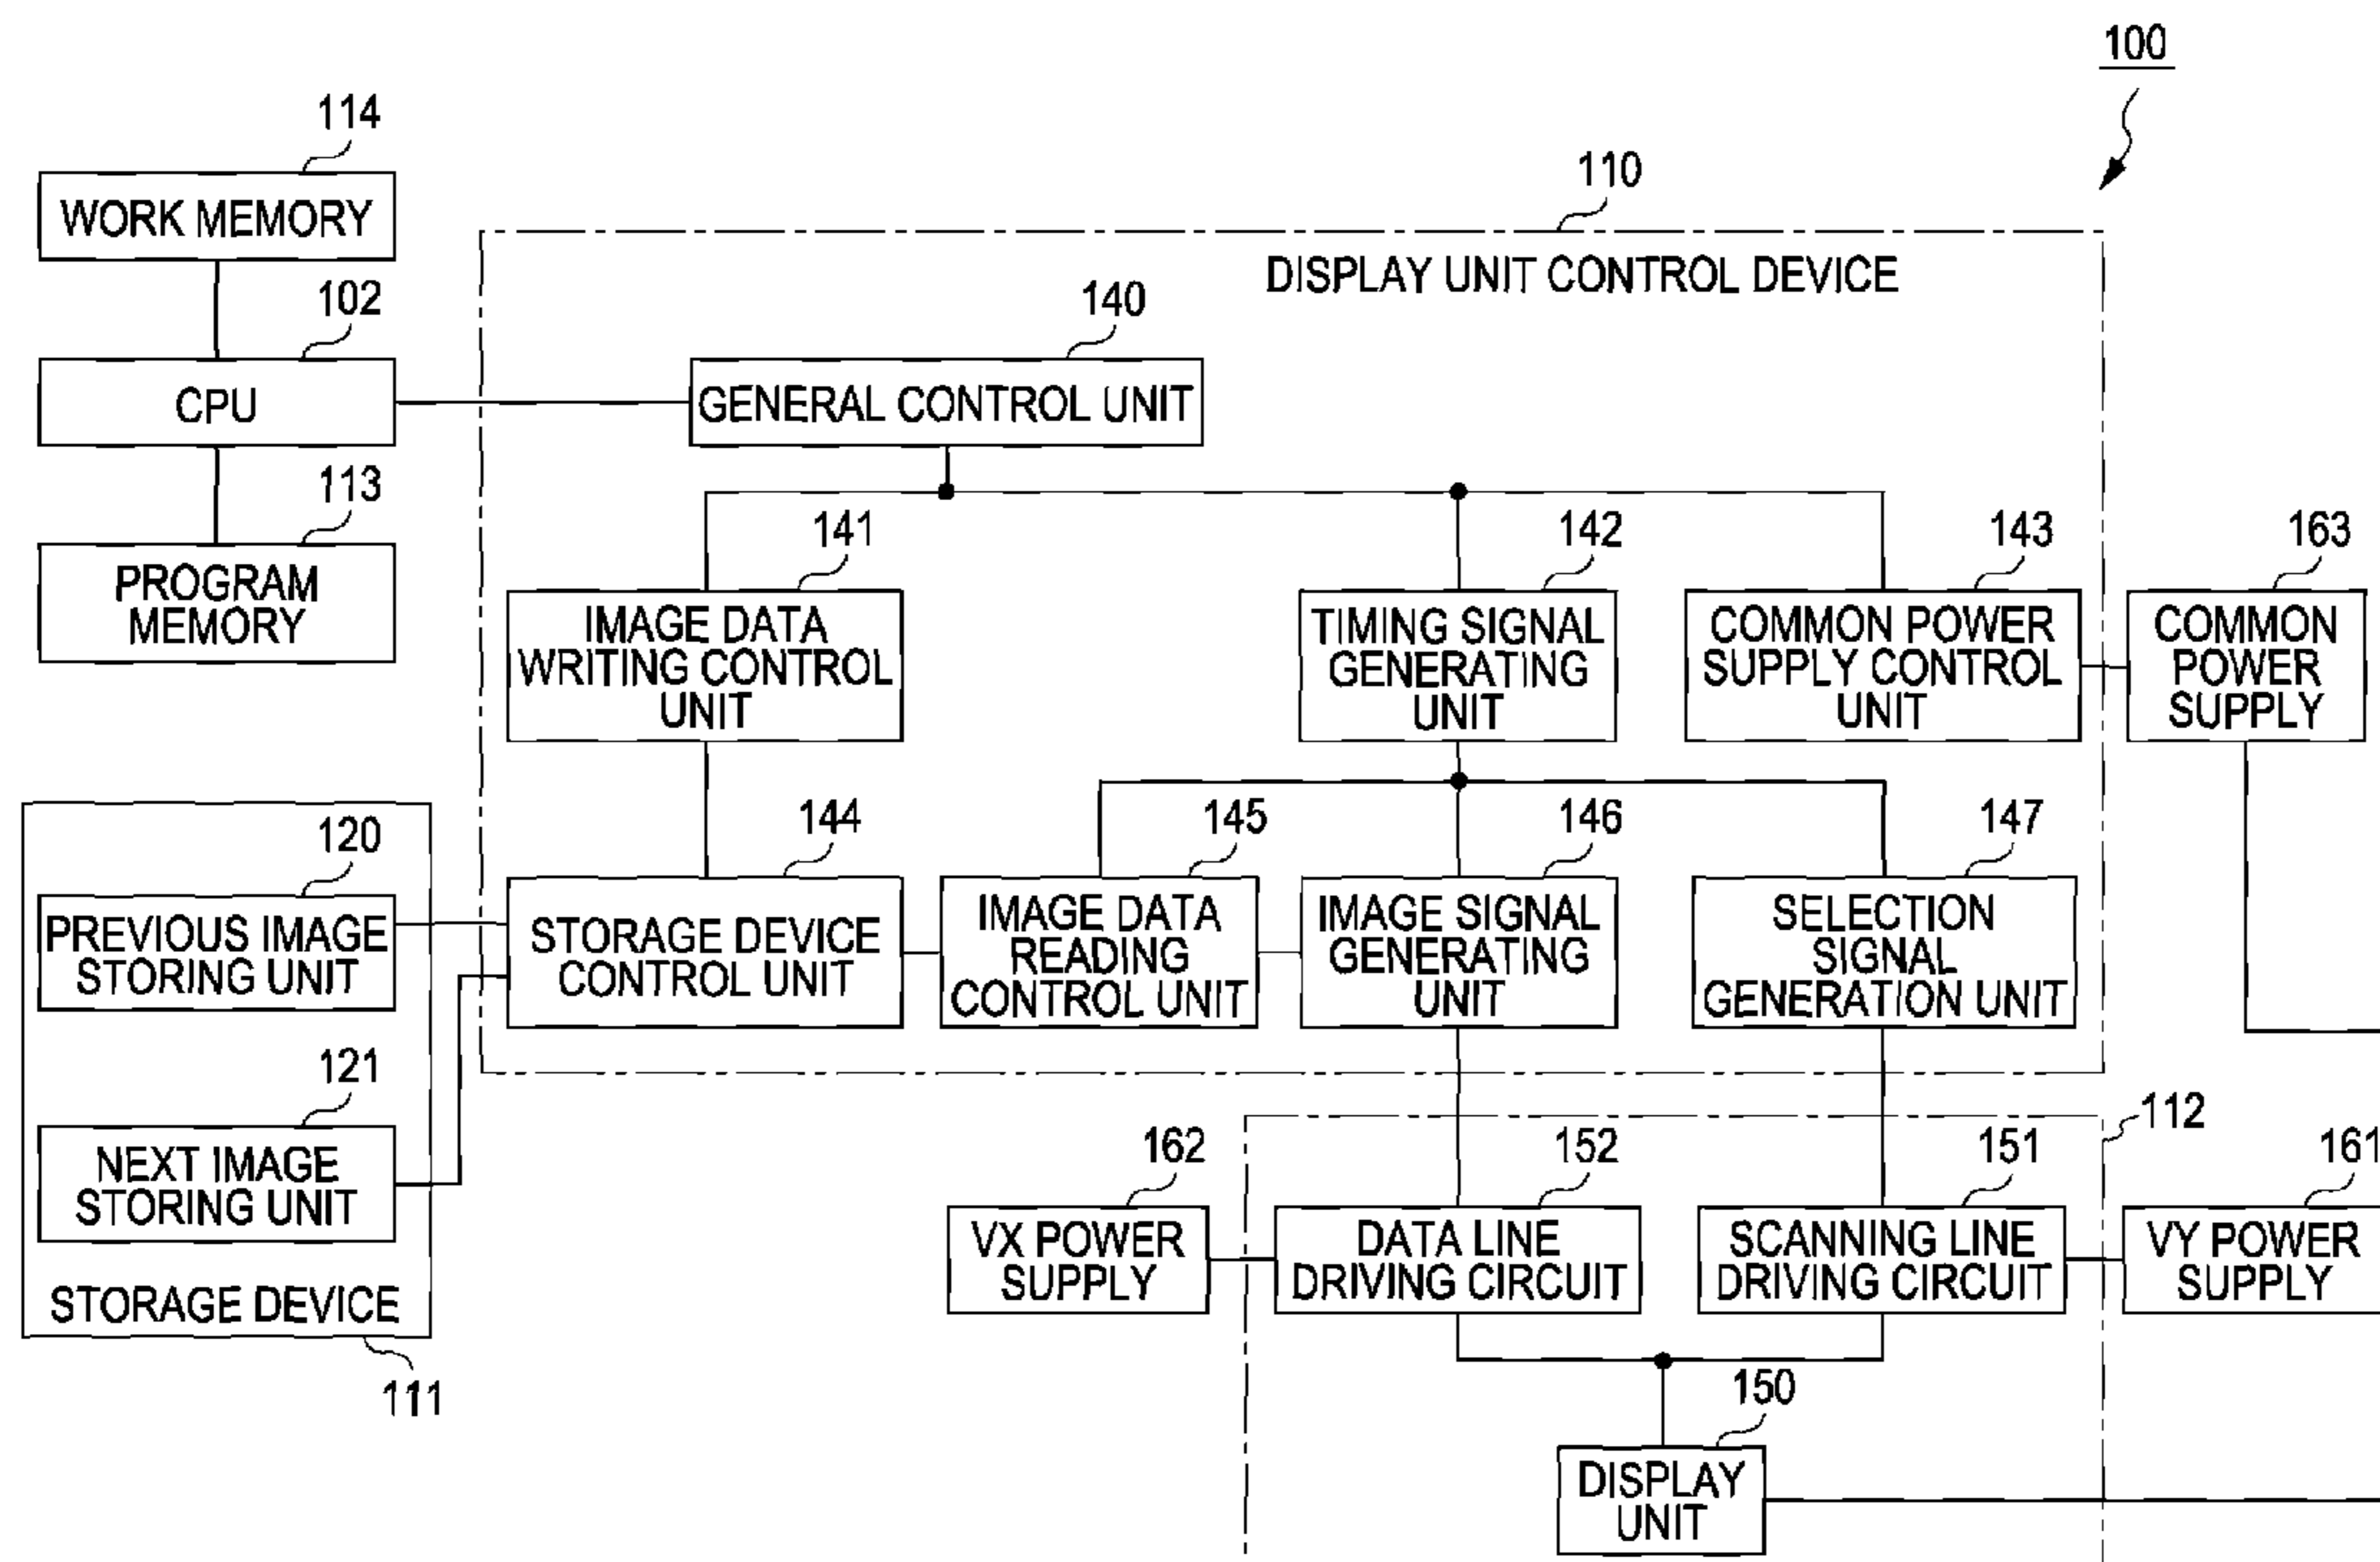 100
114
WORK MEMORY
110
DISPLAY UNIT CONTROL DEVICE
102
CPU
140
GENERAL CONTROL UNIT
113
PROGRAM
MEMORY
141
IMAGE DATA
WRITING CONTROL
UNIT
142
TIMING SIGNAL
GENERATING
UNIT
143
COMMON POWER
SUPPLY CONTROL
UNIT
163
COMMON
POWER
SUPPLY
120
PREVIOUS IMAGE
STORING UNIT
144
STORAGE DEVICE
CONTROL UNIT
145
IMAGE DATA
READING
CONTROL UNIT
146
IMAGE SIGNAL
GENERATING
UNIT
147
SELECTION
SIGNAL
GENERATION UNIT
121
NEXT IMAGE
STORING UNIT
STORAGE DEVICE
111
112
162
VX POWER
SUPPLY
152
DATA LINE
DRIVING CIRCUIT
151
SCANNING LINE
DRIVING CIRCUIT
161
VY POWER
SUPPLY
150
DISPLAY
UNIT